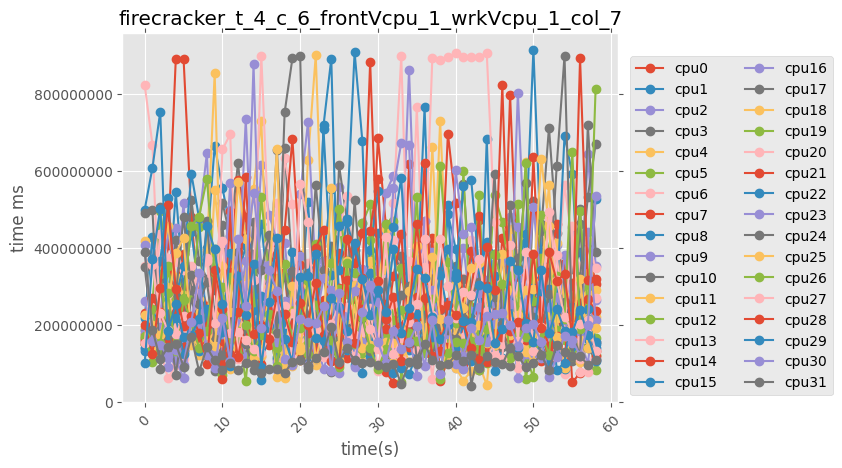 firecracker_t_4_c_6_frontVcpu_1_wrkVcpu_1_col_7
time ms
800000000
600000000
400000000
200000000
0
0
10
20
30
40
50
60
time(s)
cpu0
cpu1
cpu2
cpu3
cpu4
cpu5
cpu6
cpu7
cpu8
cpu9
cpu10
cpu11
cpu12
cpu13
cpu14
cpu15
cpu16
cpu17
cpu18
cpu19
cpu20
cpu21
cpu22
cpu23
cpu24
cpu25
cpu26
cpu27
cpu28
cpu29
cpu30
cpu31